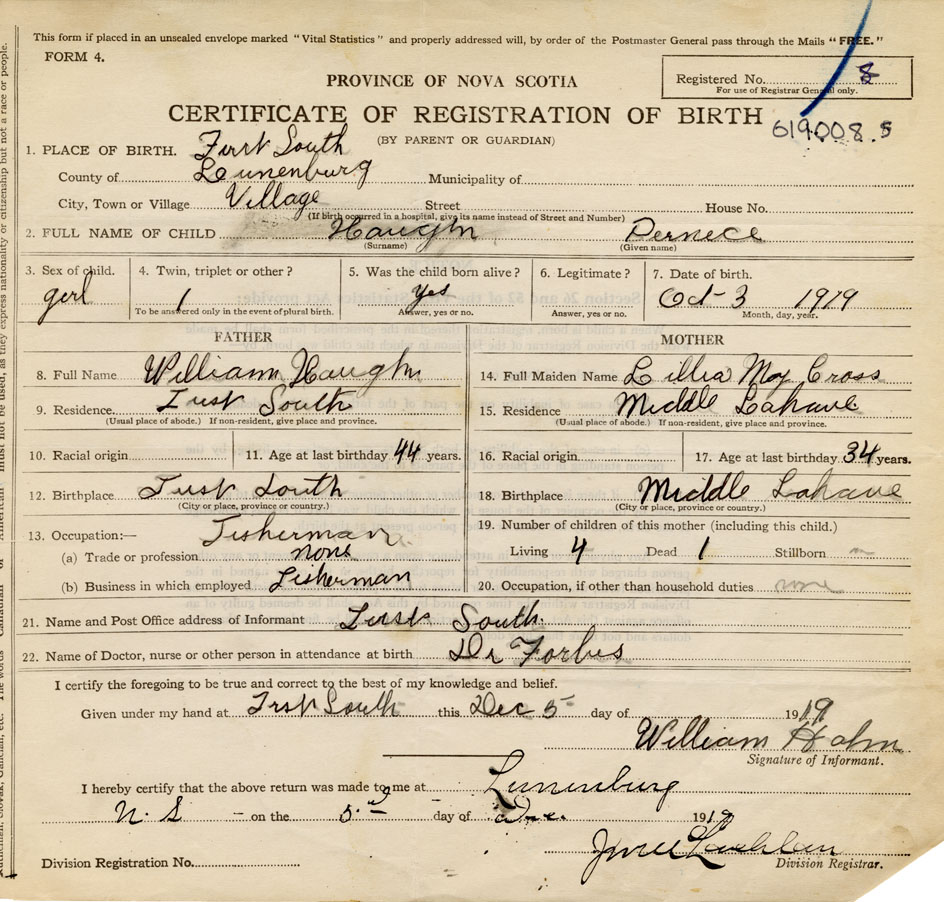 This form if placed in an unsealed envelope marked "Vital Statistics" and properly addressed will, by order of the Postmaster General pass through the Mails "FREE."
FORM 4.
Registered No. 8
For use of Registrar General only.
PROVINCE OF NOVA SCOTIA
CERTIFICATE OF REGISTRATION OF BIRTH
(BY PARENT OR GUARDIAN)
1. PLACE OF BIRTH. First South
County of Lunenburg Municipality of
City, Town or Village Village Street House No.
(If birth occurred in a hospital, give its name instead of Street and Number)
2. FULL NAME OF CHILD Haughn
(Surname) (Given name)
3. Sex of child. 4. Twin, triplet or other? 5. Was the child born alive? 6. Legitimate? 7. Date of birth.
girl 1 Yes Oct 3 1919
To be answered only in the event of plural birth. Answer, yes or no. Answer, yes or no. Month, day, year.
FATHER MOTHER
8. Full Name William Haughn 14. Full Maiden Name Lillia May Cross
9. Residence. First South 15. Residence Middle Lahave
(Usual place of abode.) If non-resident, give place and province. (Usual place of abode.) If non-resident, give place and province.
10. Racial origin 11. Age at last birthday 44 years. 16. Racial origin 17. Age at last birthday 34 years.
12. Birthplace First South 18. Birthplace Middle Lahave
(City or place, province or country.) (City or place, province or country.)
13. Occupation:— Fisherman 19. Number of children of this mother (including this child.)
(a) Trade or profession none Living 4 Dead 1 Stillborn
(b) Business in which employed Fisherman 20. Occupation, if other than household duties none
21. Name and Post Office address of Informant First South
22. Name of Doctor, nurse or other person in attendance at birth Dr Forbes
I certify the foregoing to be true and correct to the best of my knowledge and belief.
Given under my hand at First South this Dec 5 day of 1919
William Hahn
Signature of Informant.
I hereby certify that the above return was made to me at Lunenburg
N. S on the 5 day of Dec. 1919
Division Registration No. Division Registrar.